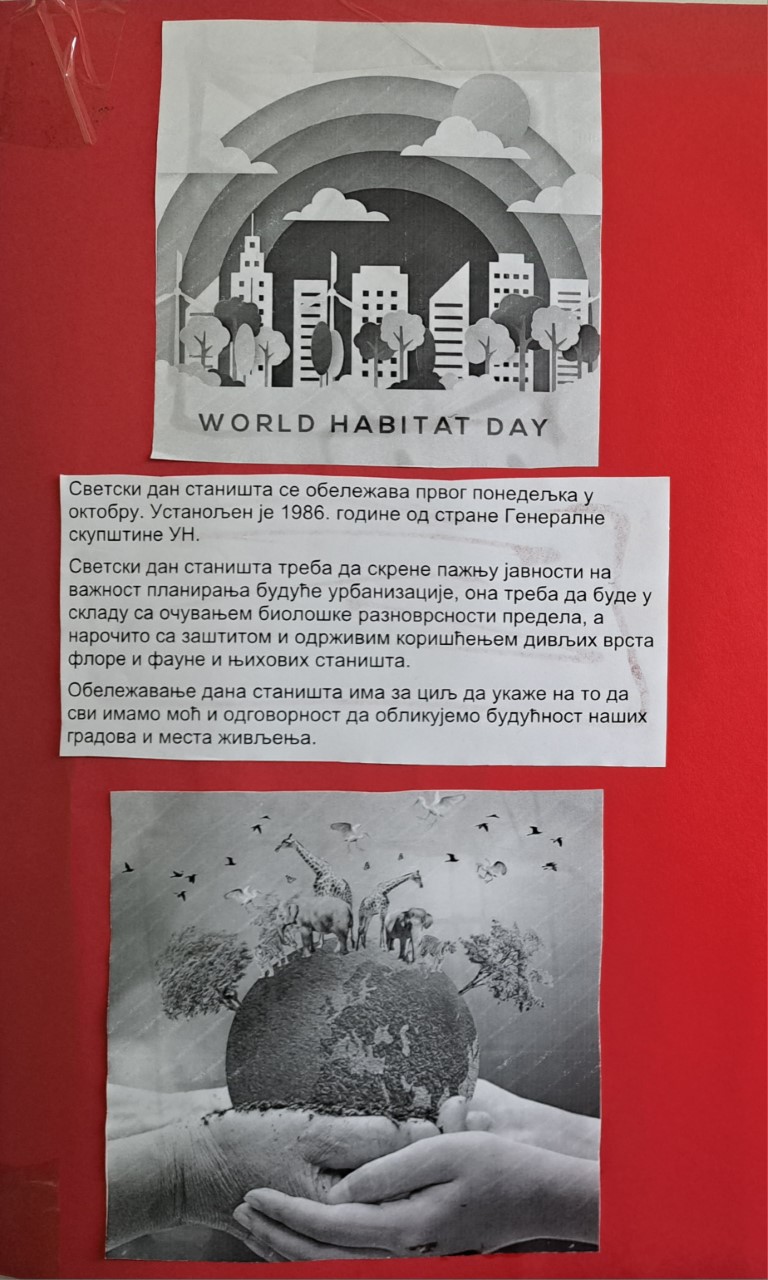 WORLD HABITAT DAY
Светски дан станишта се обележава првог понедељка у
октобру. Устанољен је 1986. године од стране Генералне
скупштине УН.
Светски дан станишта треба да скрене пажњу јавности на
важност планирања будуће урбанизације, она треба да буде у
складу са очувањем биолошке разноврсности предела, а
нарочито са заштитом и одрживим коришћењем дивљих врста
флоре и фауне и њихових станишта.
Обележавање дана станишта има за циљ да укаже на то да
сви имамо моћ и одговорност да обликујемо будућност наших
градова и места живљења.